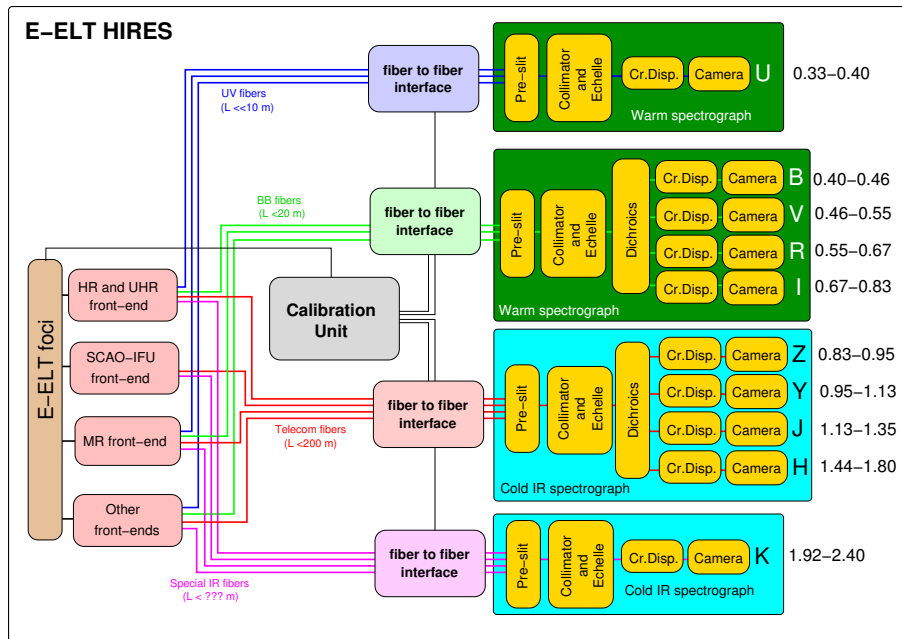 E−ELT HIRES
UV fibers
(L <<10 m)
fiber to fiber
interface
Pre−slit
Collimator
and
Echelle
Cr.Disp.
Camera
U
0.33−0.40
Warm spectrograph
BB fibers
(L <20 m)
fiber to fiber
interface
Pre−slit
Collimator
and
Echelle
Dichroics
Cr.Disp.
Camera
B
0.40−0.46
Cr.Disp.
Camera
V
0.46−0.55
Cr.Disp.
Camera
R
0.55−0.67
Cr.Disp.
Camera
I
0.67−0.83
Warm spectrograph
E−ELT foci
HR and UHR
front−end
SCAO−IFU
front−end
MR front−end
Other
front−ends
Calibration
Unit
Telecom fibers
(L <200 m)
fiber to fiber
interface
Pre−slit
Collimator
and
Echelle
Dichroics
Cr.Disp.
Camera
Z
0.83−0.95
Cr.Disp.
Camera
Y
0.95−1.13
Cr.Disp.
Camera
J
1.13−1.35
Cr.Disp.
Camera
H
1.44−1.80
Cold IR spectrograph
Special IR fibers
(L < ??? m)
fiber to fiber
interface
Pre−slit
Collimator
and
Echelle
Cr.Disp.
Camera
K
1.92−2.40
Cold IR spectrograph